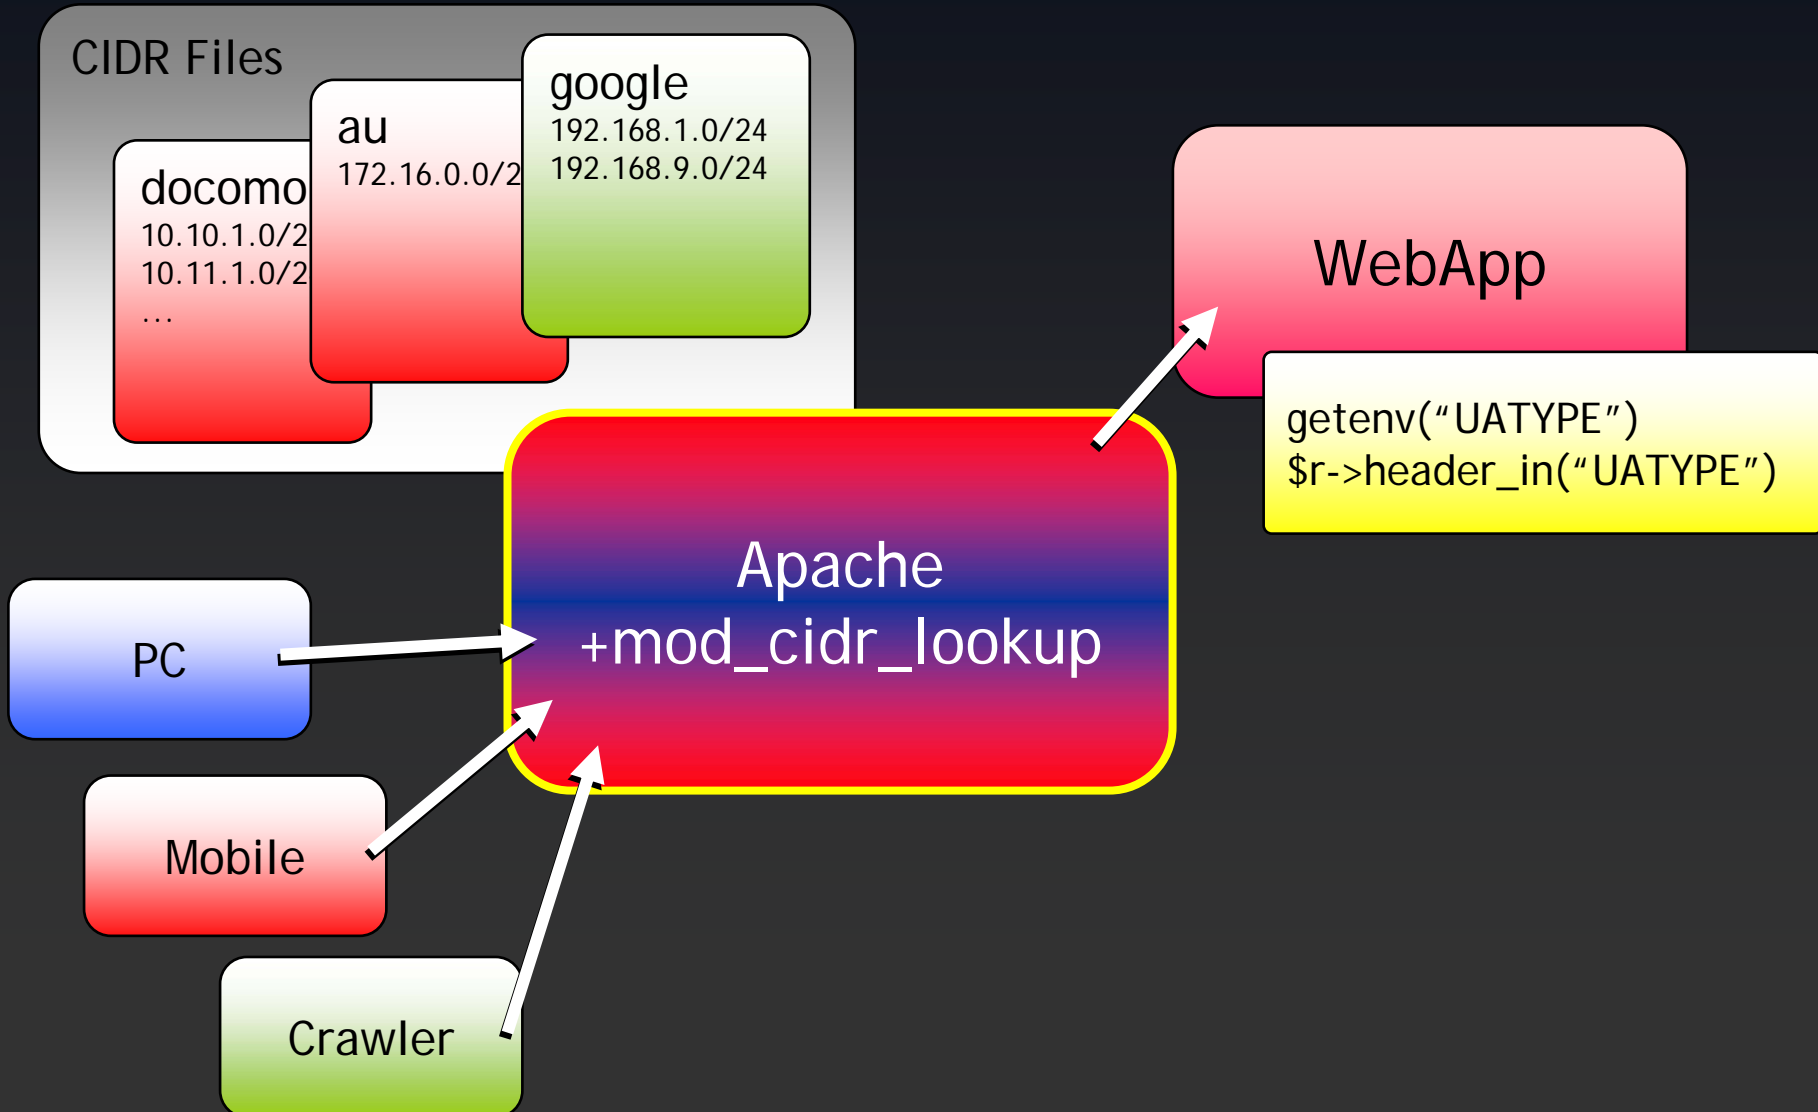 CIDR Files
docomo
10.10.1.0/2
10.11.1.0/2
...
au
172.16.0.0/2
google
192.168.1.0/24
192.168.9.0/24
WebApp
getenv(“UATYPE”)
$r->header_in(“UATYPE”)
Apache
+mod_cidr_lookup
PC
Mobile
Crawler